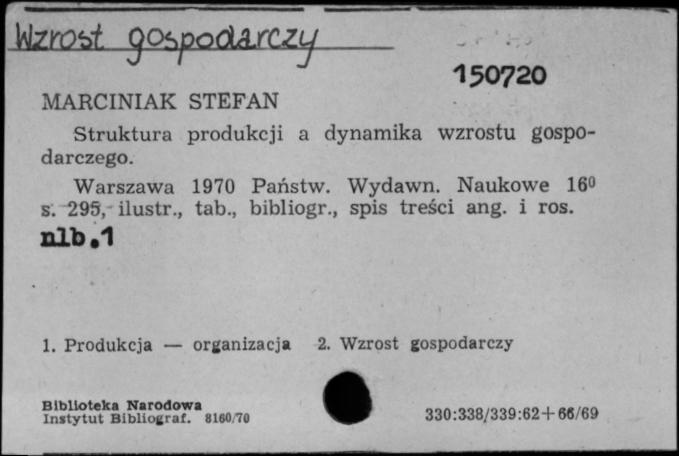 Wzrost gospodarczy
150720
MARCINIAK STEFAN
Struktura produkcji a dynamika wzrostu gospo-
darczego.
Warszawa 1970 Państw. Wydawn. Naukowe 16⁰
s. 295, ilustr., tab., bibliogr., spis treści ang. i ros.
nlb.1
1. Produkcja — organizacja 2. Wzrost gospodarczy
Biblioteka Narodowa
Instytut Bibliograf. 8160/70
330:338/339:62+66/69